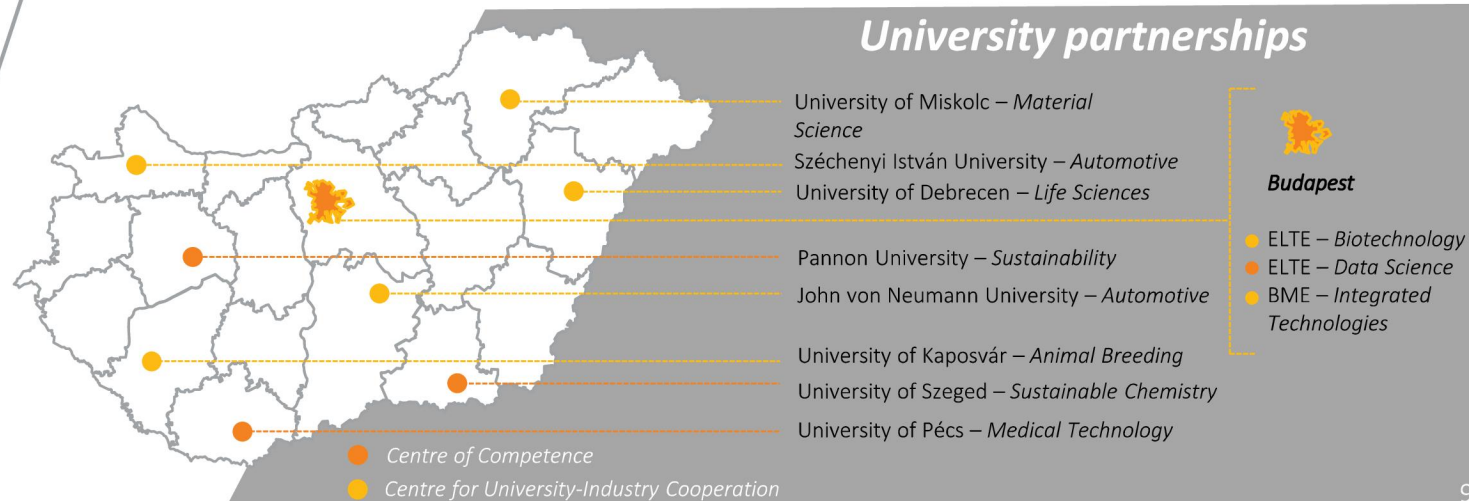 University partnerships
University of Miskolc – Material
Science
Széchenyi István University – Automotive
University of Debrecen – Life Sciences
Pannon University – Sustainability
John von Neumann University – Automotive
University of Kaposvár – Animal Breeding
University of Szeged – Sustainable Chemistry
University of Pécs – Medical Technology
Budapest
ELTE – Biotechnology
ELTE – Data Science
BME – Integrated
Technologies
Centre of Competence
Centre for University-Industry Cooperation